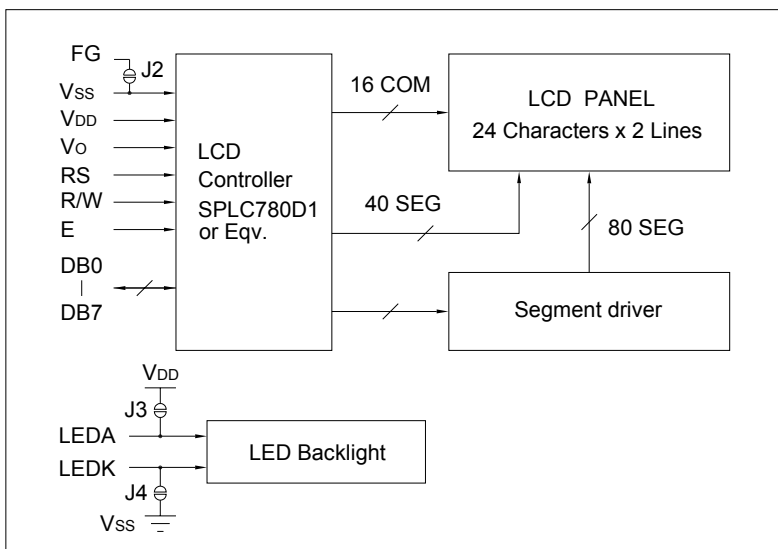 FG
J2
VSS
VDD
VO
RS
R/W
E
DB0
|
DB7
LCD
Controller
SPLC780D1
or Eqv.
16 COM
LCD PANEL
24 Characters x 2 Lines
40 SEG
80 SEG
Segment driver
VDD
J3
LEDA
LEDK
J4
VSS
LED Backlight